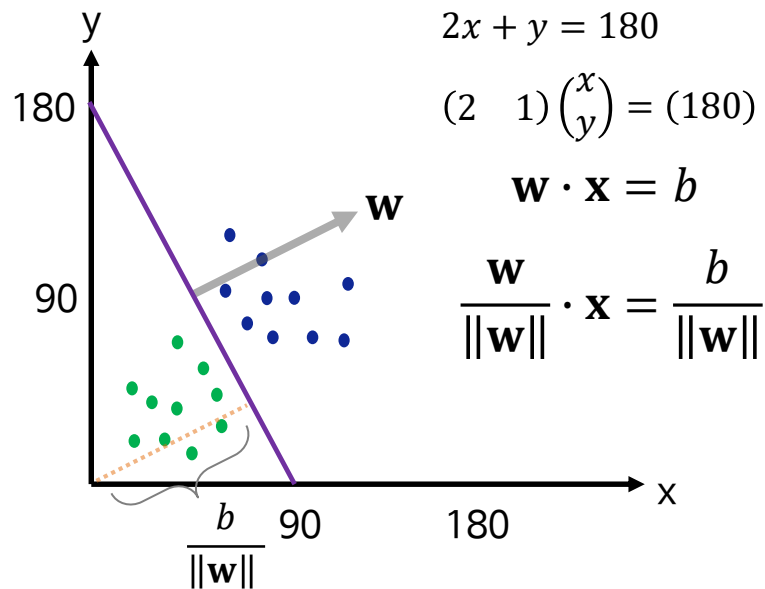 y
2x + y = 180
180
(2 1) (x y) = (180)
w · x = b
w
90
w/‖w‖ · x = b/‖w‖
x
b/‖w‖
90
180